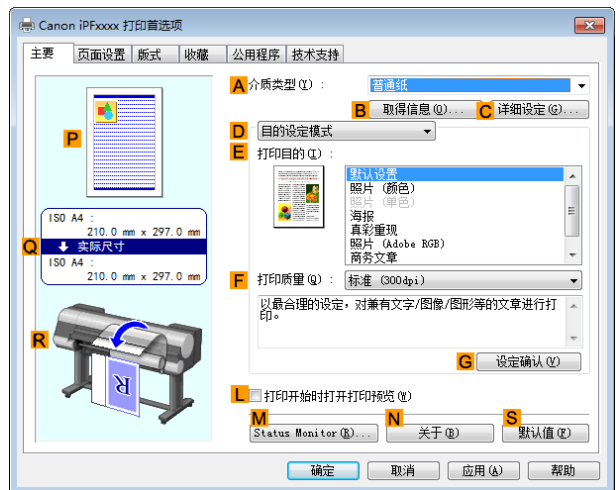 Canon iPFxxxx 打印首选项
主要 页面设置 版式 收藏 公用程序 技术支持
A 介质类型(Y) : 普通纸
B 取得信息(O)... C 详细设定(G)...
D 目的设定模式
E 打印目的(I) :
默认设置
照片 (颜色)
照片 (单色)
海报
真彩重现
照片 (Adobe RGB)
商务文章
P
ISO A4 :
210.0 mm x 297.0 mm
Q 实际尺寸
ISO A4 :
210.0 mm x 297.0 mm
F 打印质量(Q) : 标准 (300dpi)
以最合理的设定，对兼有文字/图像/图形等的文章进行打
印。
G 设定确认(V)
R
R
L 打印开始时打开打印预览(W)
M N S
Status Monitor(R)... 关于(B) 默认值(F)
确定 取消 应用(A) 帮助